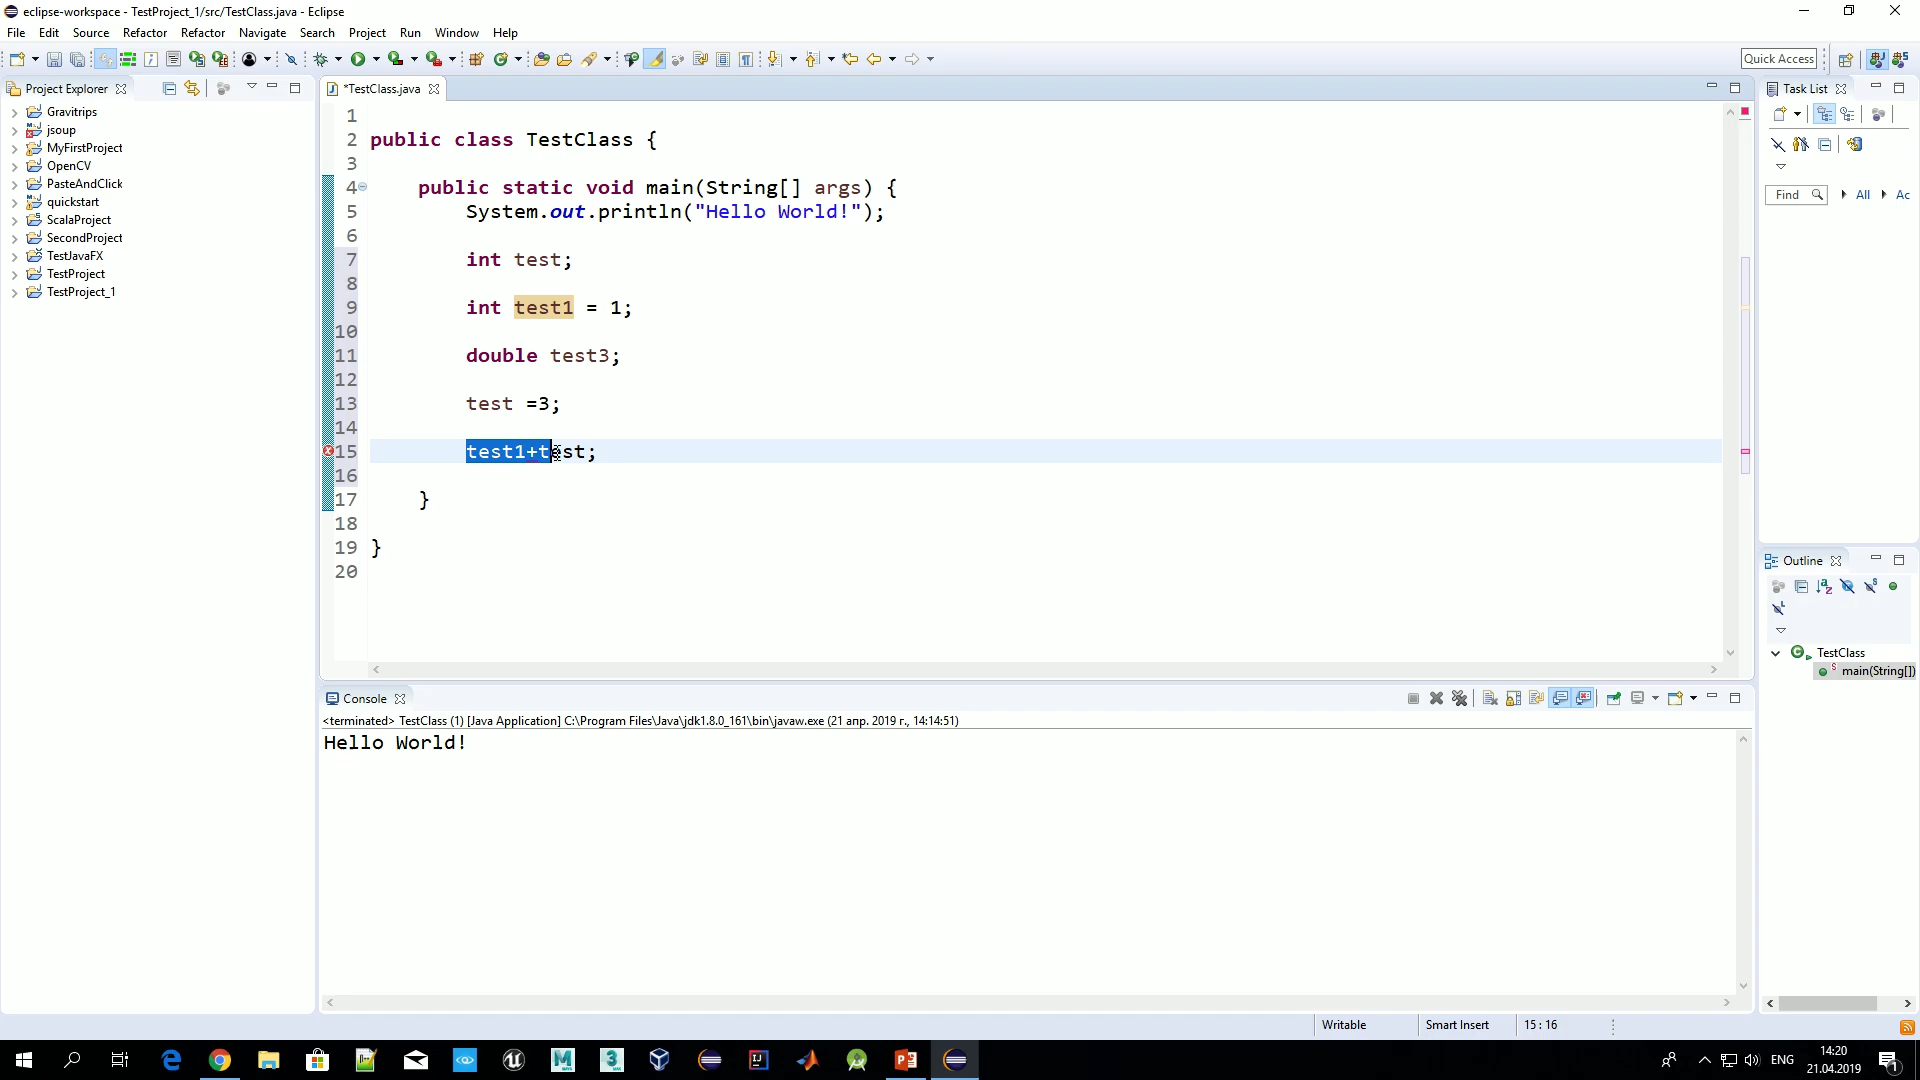 eclipse-workspace - TestProject_1/src/TestClass.java - Eclipse
File Edit Source Refactor Refactor Navigate Search Project Run Window Help
Quick Access
Project Explorer
Gravitrips
jsoup
MyFirstProject
OpenCV
PasteAndClick
quickstart
ScalaProject
SecondProject
TestJavaFX
TestProject
TestProject_1
*TestClass.java
1
2 public class TestClass {
3
4 public static void main(String[] args) {
5 System.out.println("Hello World!");
6
7 int test;
8
9 int test1 = 1;
10
11 double test3;
12
13 test =3;
14
15 test1+test;
16
17 }
18
19 }
20
Task List
Find All Ac
Outline
TestClass
main(String[])
Console
<terminated> TestClass (1) [Java Application] C:\Program Files\Java\jdk1.8.0_161\bin\javaw.exe (21 апр. 2019 г., 14:14:51)
Hello World!
Writable Smart Insert 15 : 16
ENG
14:20
21.04.2019